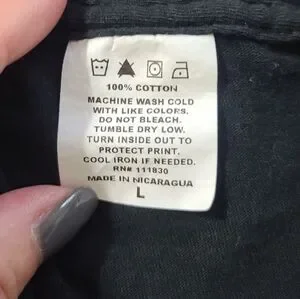 100% COTTON
MACHINE WASH COLD
WITH LIKE COLORS.
DO NOT BLEACH.
TUMBLE DRY LOW.
TURN INSIDE OUT TO
PROTECT PRINT.
COOL IRON IF NEEDED.
RN# 111830
MADE IN NICARAGUA
L